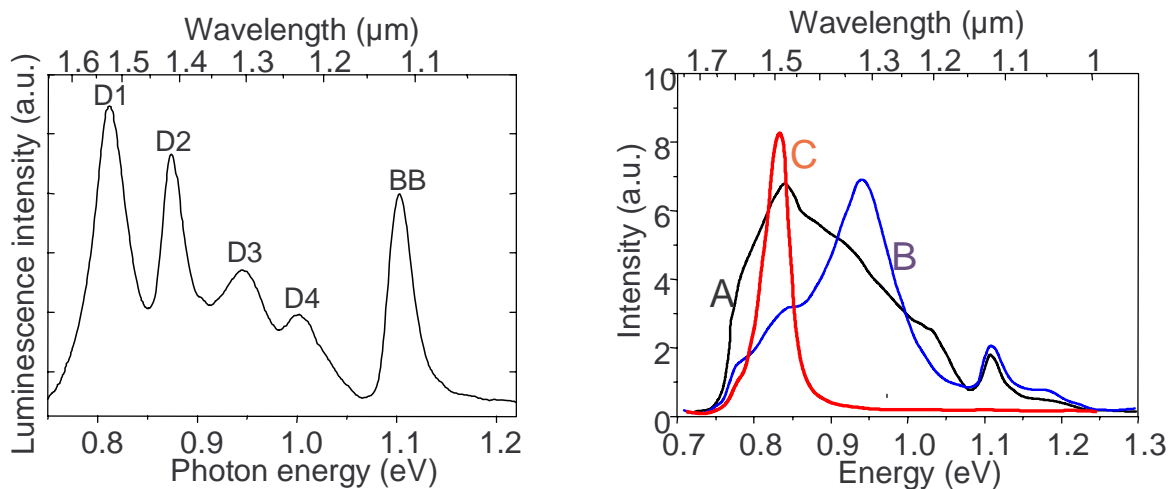 Wavelength (µm)
1.6 1.5 1.4 1.3 1.2 1.1
Luminescence intensity (a.u.)
D1
D2
BB
D3
D4
0.8 0.9 1.0 1.1 1.2
Photon energy (eV)
Wavelength (µm)
1.7 1.5 1.3 1.1 1
Intensity (a.u.)
10
8
6
4
2
0
C
B
A
0.7 0.8 0.9 1.0 1.1 1.2 1.3
Energy (eV)